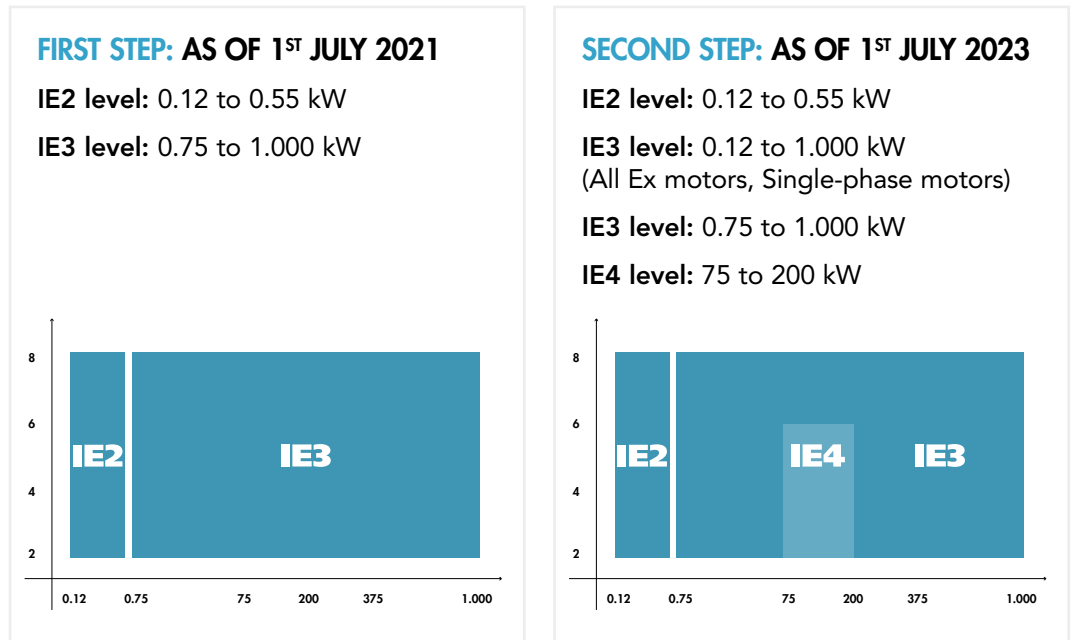 FIRST STEP: AS OF 1ST JULY 2021
IE2 level: 0.12 to 0.55 kW
IE3 level: 0.75 to 1.000 kW
8
6
4
2
IE2
IE3
0.12
0.75
75
200
375
1.000
SECOND STEP: AS OF 1ST JULY 2023
IE2 level: 0.12 to 0.55 kW
IE3 level: 0.12 to 1.000 kW
(All Ex motors, Single-phase motors)
IE3 level: 0.75 to 1.000 kW
IE4 level: 75 to 200 kW
8
6
4
2
IE2
IE4
IE3
0.12
0.75
75
200
375
1.000